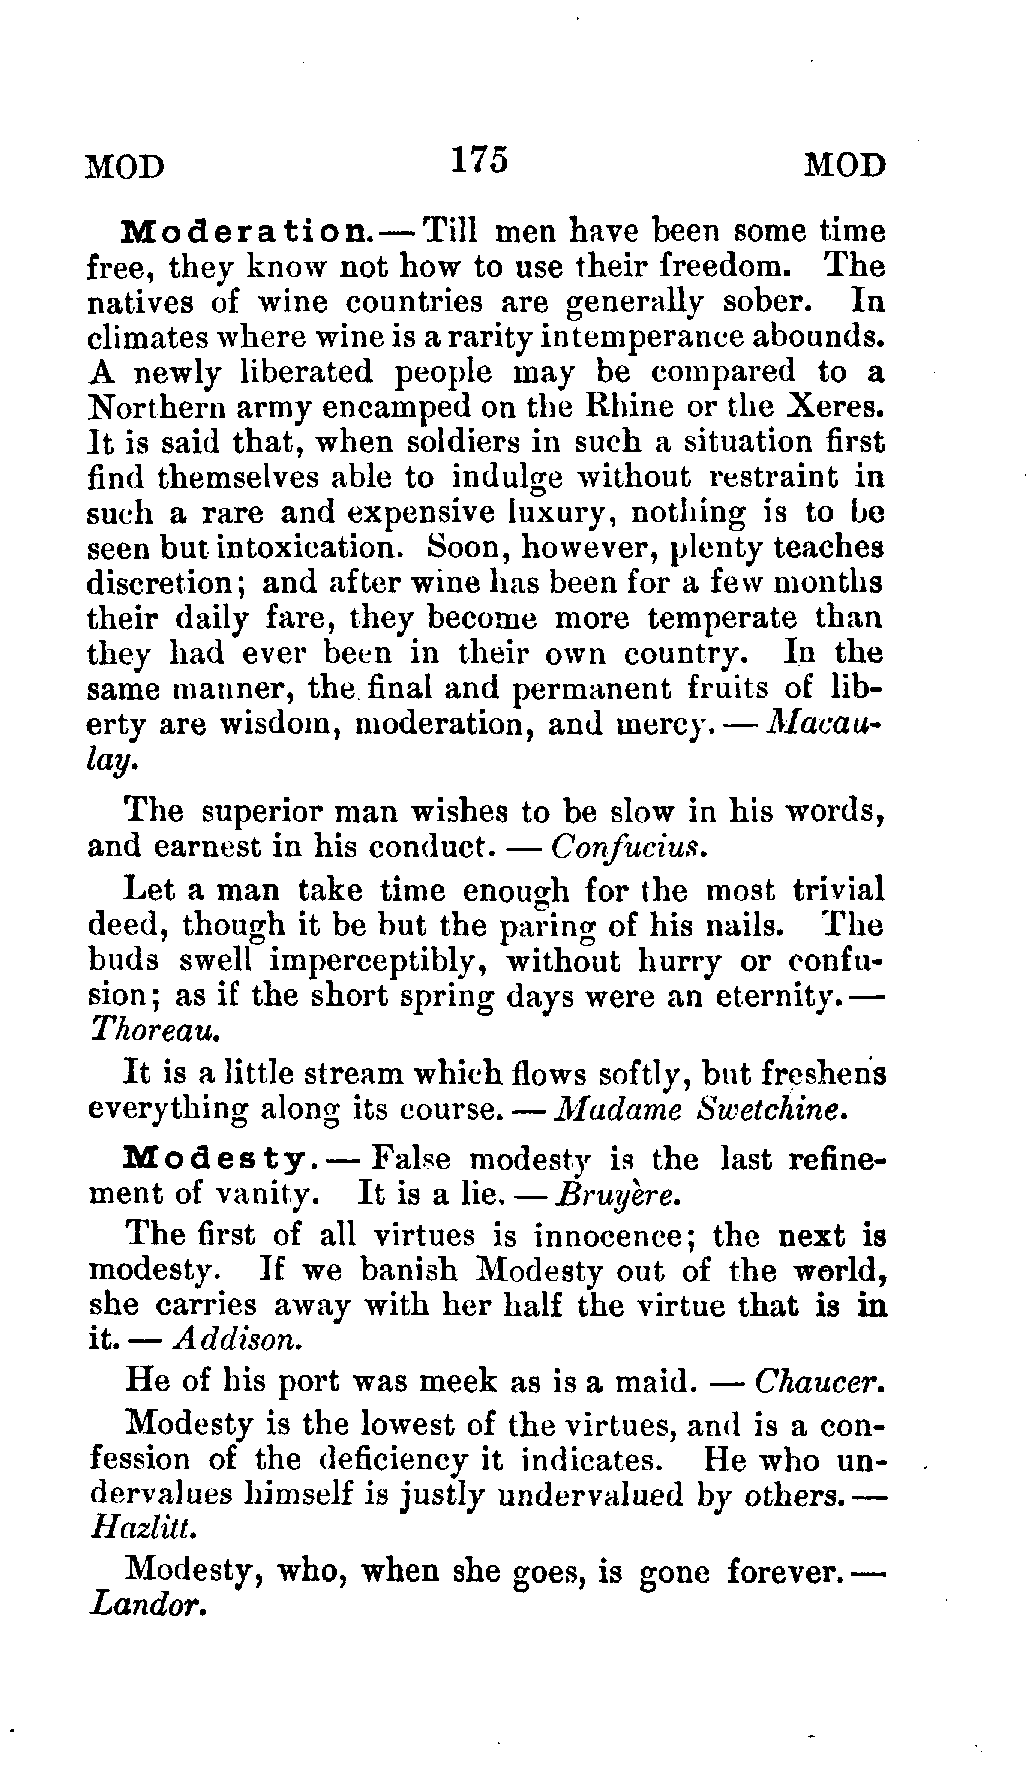 MOD 175 MOD
Moderation. — Till men have been some time
free, they know not how to use their freedom. The
natives of wine countries are generally sober. In
climates where wine is a rarity intemperance abounds.
A newly liberated people may be compared to a
Northern army encamped on the Rhine or the Xeres.
It is said that, when soldiers in such a situation first
find themselves able to indulge without restraint in
such a rare and expensive luxury, nothing is to be
seen but intoxication. Soon, however, plenty teaches
discretion; and after wine has been for a few months
their daily fare, they become more temperate than
they had ever been in their own country. In the
same manner, the final and permanent fruits of lib-
erty are wisdom, moderation, and mercy. — Macau-
lay.
The superior man wishes to be slow in his words,
and earnest in his conduct. — Confucius.
Let a man take time enough for the most trivial
deed, though it be but the paring of his nails. The
buds swell imperceptibly, without hurry or confu-
sion; as if the short spring days were an eternity. —
Thoreau.
It is a little stream which flows softly, but freshens
everything along its course. — Madame Swetchine.
Modesty. — False modesty is the last refine-
ment of vanity. It is a lie. — Bruyère.
The first of all virtues is innocence; the next is
modesty. If we banish Modesty out of the world,
she carries away with her half the virtue that is in
it. — Addison.
He of his port was meek as is a maid. — Chaucer.
Modesty is the lowest of the virtues, and is a con-
fession of the deficiency it indicates. He who un-
dervalues himself is justly undervalued by others. —
Hazlitt.
Modesty, who, when she goes, is gone forever. —
Landor.